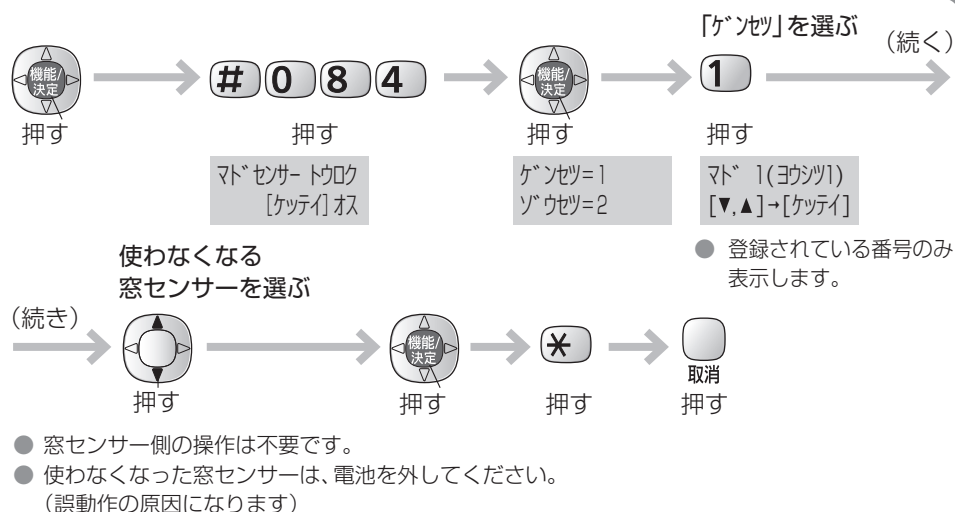 「ｹﾞﾝｾﾂ」を選ぶ
(続く)
機能/
決定
# 0 8 4
機能/
決定
1
押す
押す
押す
押す
ﾏﾄﾞｾﾝｻｰ ﾄｳﾛｸ
[ｹｯﾃｲ]ｵｽ
ｹﾞﾝｾﾂ=1
ｿﾞｳｾﾂ=2
ﾏﾄﾞ 1(ﾖｳｼﾂ1)
[▼,▲]→[ｹｯﾃｲ]
● 登録されている番号のみ
表示します。
使わなくなる
窓センサーを選ぶ
(続き)
機能/
決定
＊
取消
押す
押す
押す
押す
● 窓センサー側の操作は不要です。
● 使わなくなった窓センサーは、電池を外してください。
(誤動作の原因になります)